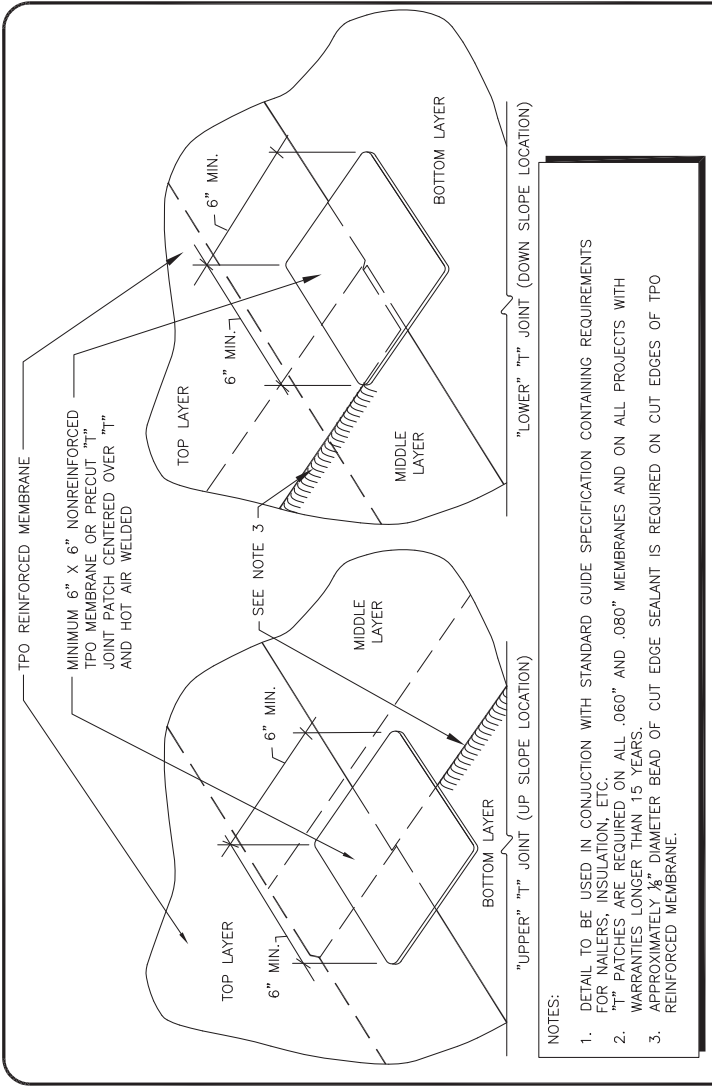 TPO REINFORCED MEMBRANE
MINIMUM 6" X 6" NONREINFORCED
TPO MEMBRANE OR PRECUT "T"
JOINT PATCH CENTERED OVER "T"
AND HOT AIR WELDED
TOP LAYER
6" MIN.
6" MIN.
SEE NOTE 3
MIDDLE
LAYER
BOTTOM LAYER
"UPPER" "T" JOINT (UP SLOPE LOCATION)
TOP LAYER
6" MIN.
6" MIN.
MIDDLE
LAYER
BOTTOM LAYER
"LOWER" "T" JOINT (DOWN SLOPE LOCATION)
NOTES:
1. DETAIL TO BE USED IN CONJUCTION WITH STANDARD GUIDE SPECIFICATION CONTAINING REQUIREMENTS
FOR NAILERS, INSULATION, ETC.
2. "T" PATCHES ARE REQUIRED ON ALL .060" AND .080" MEMBRANES AND ON ALL PROJECTS WITH
WARRANTIES LONGER THAN 15 YEARS.
3. APPROXIMATELY ⅛" DIAMETER BEAD OF CUT EDGE SEALANT IS REQUIRED ON CUT EDGES OF TPO
REINFORCED MEMBRANE.